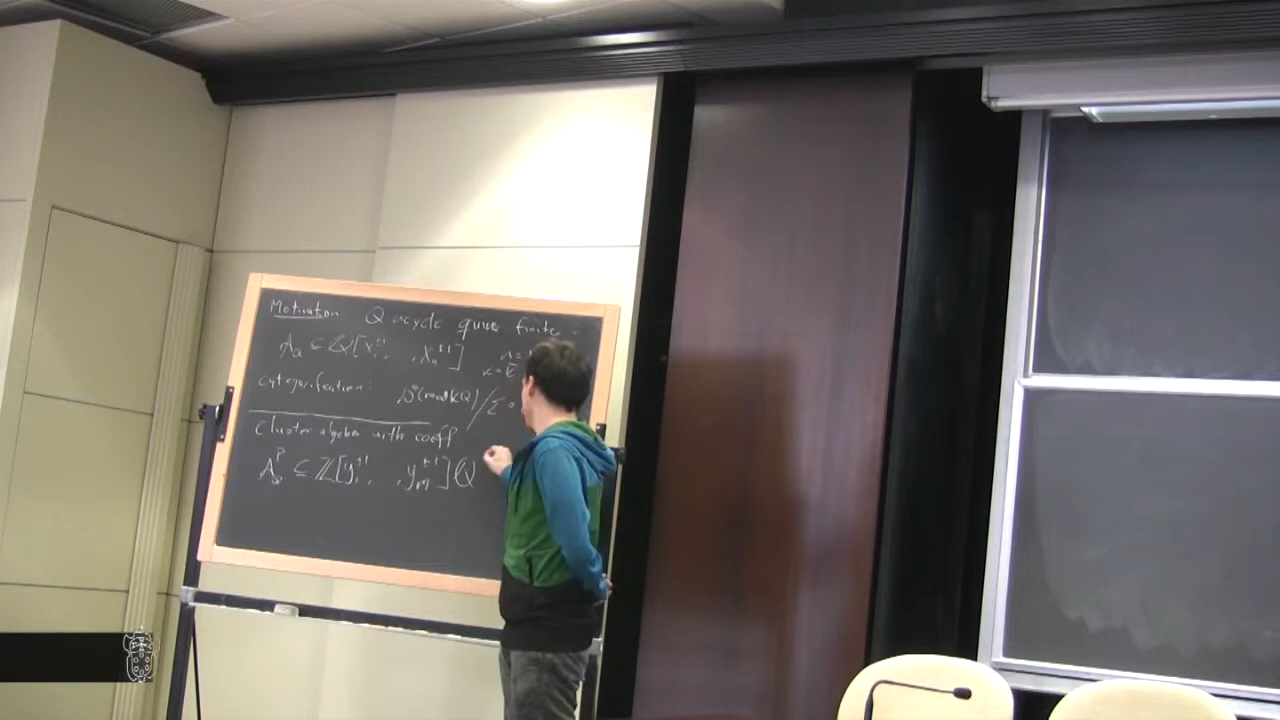 Motivation Q acyclic quiver finite
A_Q ⊆ Q[x_1^{±1}, , x_n^{±1}]
categorification: D^b(mod kQ)/Σ
Cluster algebra with coeff
A_Q^P ⊆ ℤ[y_1^{±1}, , y_m^{±1}]Q